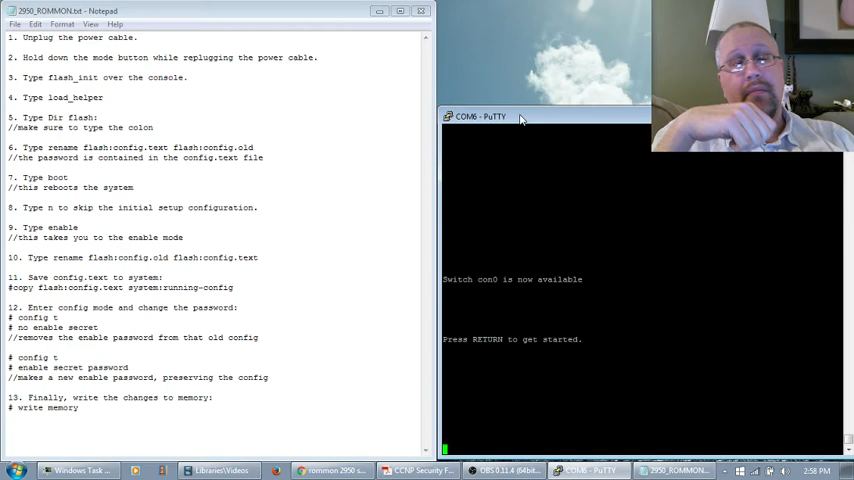 2950_ROMMON.txt - Notepad
File Edit Format View Help
1. Unplug the power cable.
2. Hold down the mode button while replugging the power cable.
3. Type flash_init over the console.
4. Type load_helper
5. Type Dir flash:
//make sure to type the colon
6. Type rename flash:config.text flash:config.old
//the password is contained in the config.text file
7. Type boot
//this reboots the system
8. Type n to skip the initial setup configuration.
9. Type enable
//this takes you to the enable mode
10. Type rename flash:config.old flash:config.text
11. Save config.text to system:
#copy flash:config.text system:running-config
12. Enter config mode and change the password:
# config t
# no enable secret
//removes the enable password from that old config
# config t
# enable secret password
//makes a new enable password, preserving the config
13. Finally, write the changes to memory:
# write memory
COM6 - PuTTY
Switch con0 is now available
Press RETURN to get started.
Windows Task ...
Libraries\Videos
rommon 2950 s...
CCNP Security F...
OBS 0.11.4 (64bit...
COM6 - PuTTY
2950_ROMMON....
2:58 PM